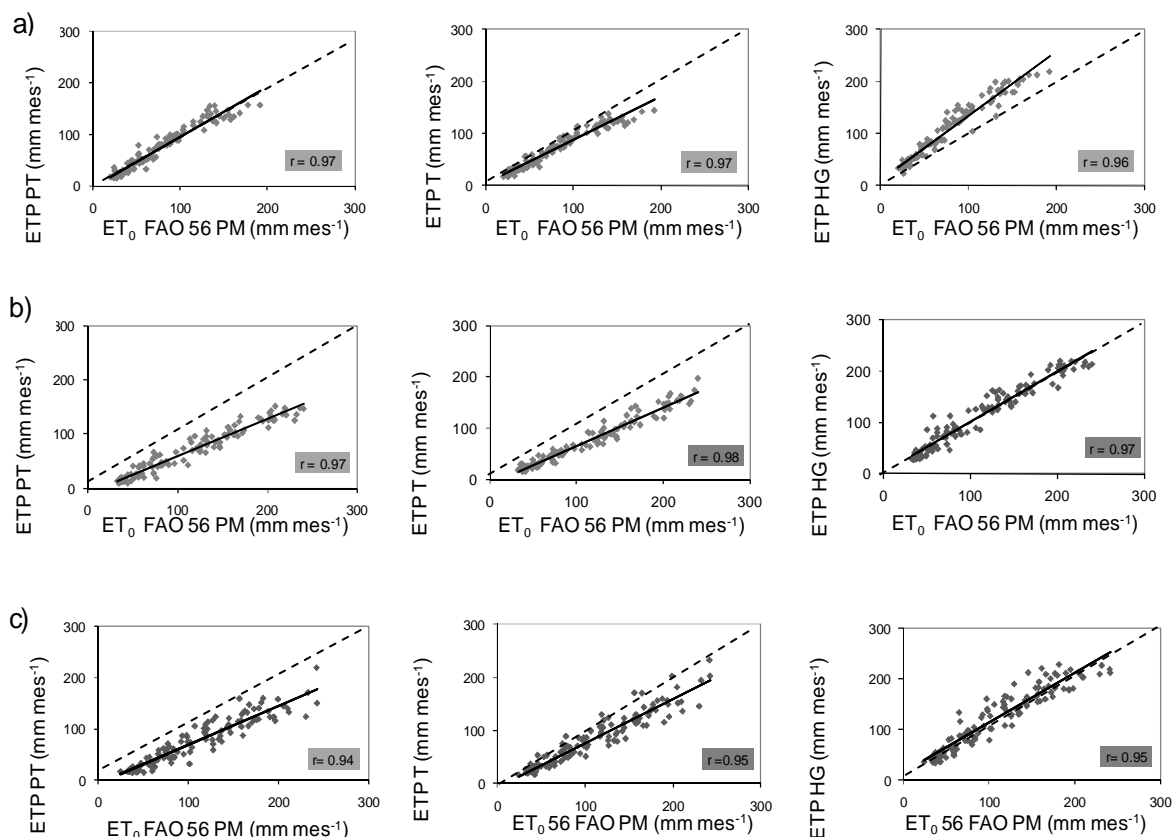 a)
ETP PT (mm mes⁻¹)
300
200
100
0
r = 0.97
0 100 200 300
ET₀ FAO 56 PM (mm mes⁻¹)
ETP T (mm mes⁻¹)
300
200
100
0
r = 0.97
0 100 200 300
ET₀ FAO 56 PM (mm mes⁻¹)
ETP HG (mm mes⁻¹)
300
200
100
0
r = 0.96
0 100 200 300
ET₀ FAO 56 PM (mm mes⁻¹)
b)
ETP PT (mm mes⁻¹)
300
200
100
0
r = 0.97
0 100 200 300
ET₀ FAO 56 PM (mm mes⁻¹)
ETP T (mm mes⁻¹)
300
200
100
0
r = 0.98
0 100 200 300
ET₀ FAO 56 PM (mm mes⁻¹)
ETP HG (mm mes⁻¹)
300
200
100
0
r = 0.97
0 100 200 300
ET₀ FAO 56 PM (mm mes⁻¹)
c)
ETP PT (mm mes⁻¹)
300
200
100
0
r= 0.94
0 100 200 300
ET₀ FAO 56 PM (mm mes⁻¹)
ETP T (mm mes⁻¹)
300
200
100
0
r=0.95
0 100 200 300
ET₀ 56 FAO PM (mm mes⁻¹)
ETP HG (mm mes⁻¹)
300
200
100
0
r=0.95
0 100 200 300
ET₀ FAO 56 PM (mm mes⁻¹)